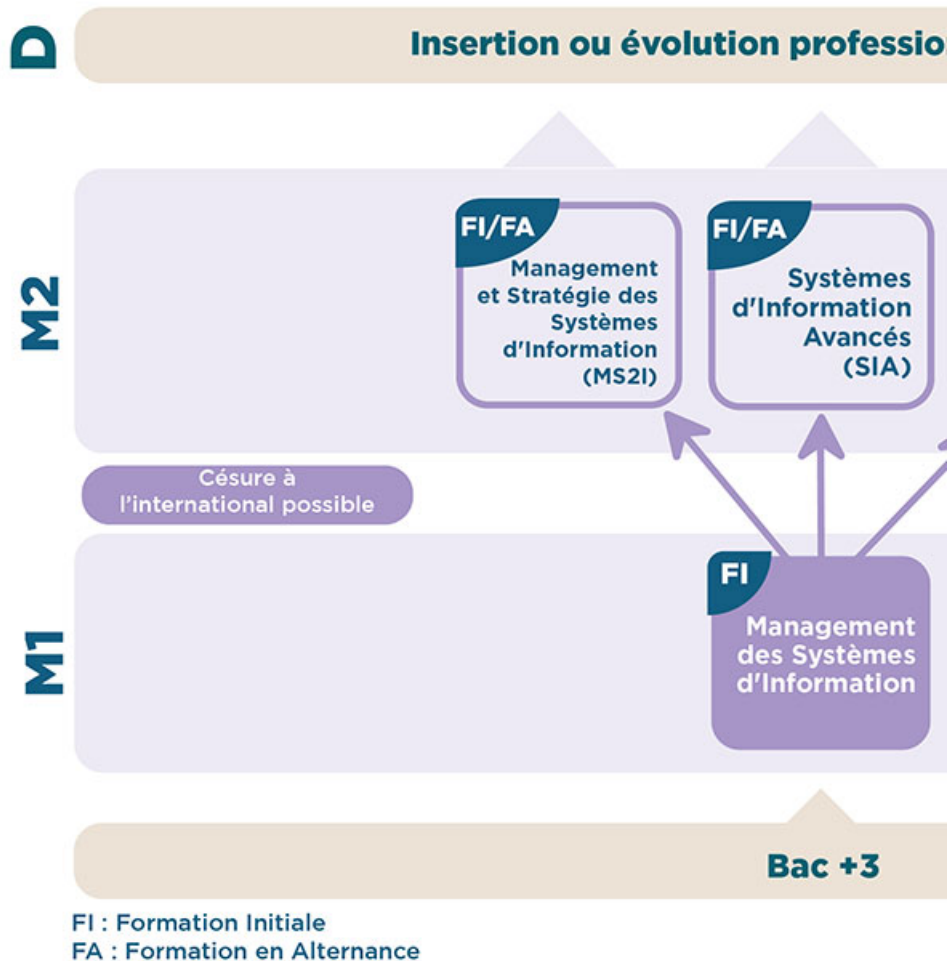 D
Insertion ou évolution professio
M2
FI/FA
Management
et Stratégie des
Systèmes
d'Information
(MS2I)
FI/FA
Systèmes
d'Information
Avancés
(SIA)
Césure à
l'international possible
M1
FI
Management
des Systèmes
d'Information
Bac +3
FI : Formation Initiale
FA : Formation en Alternance